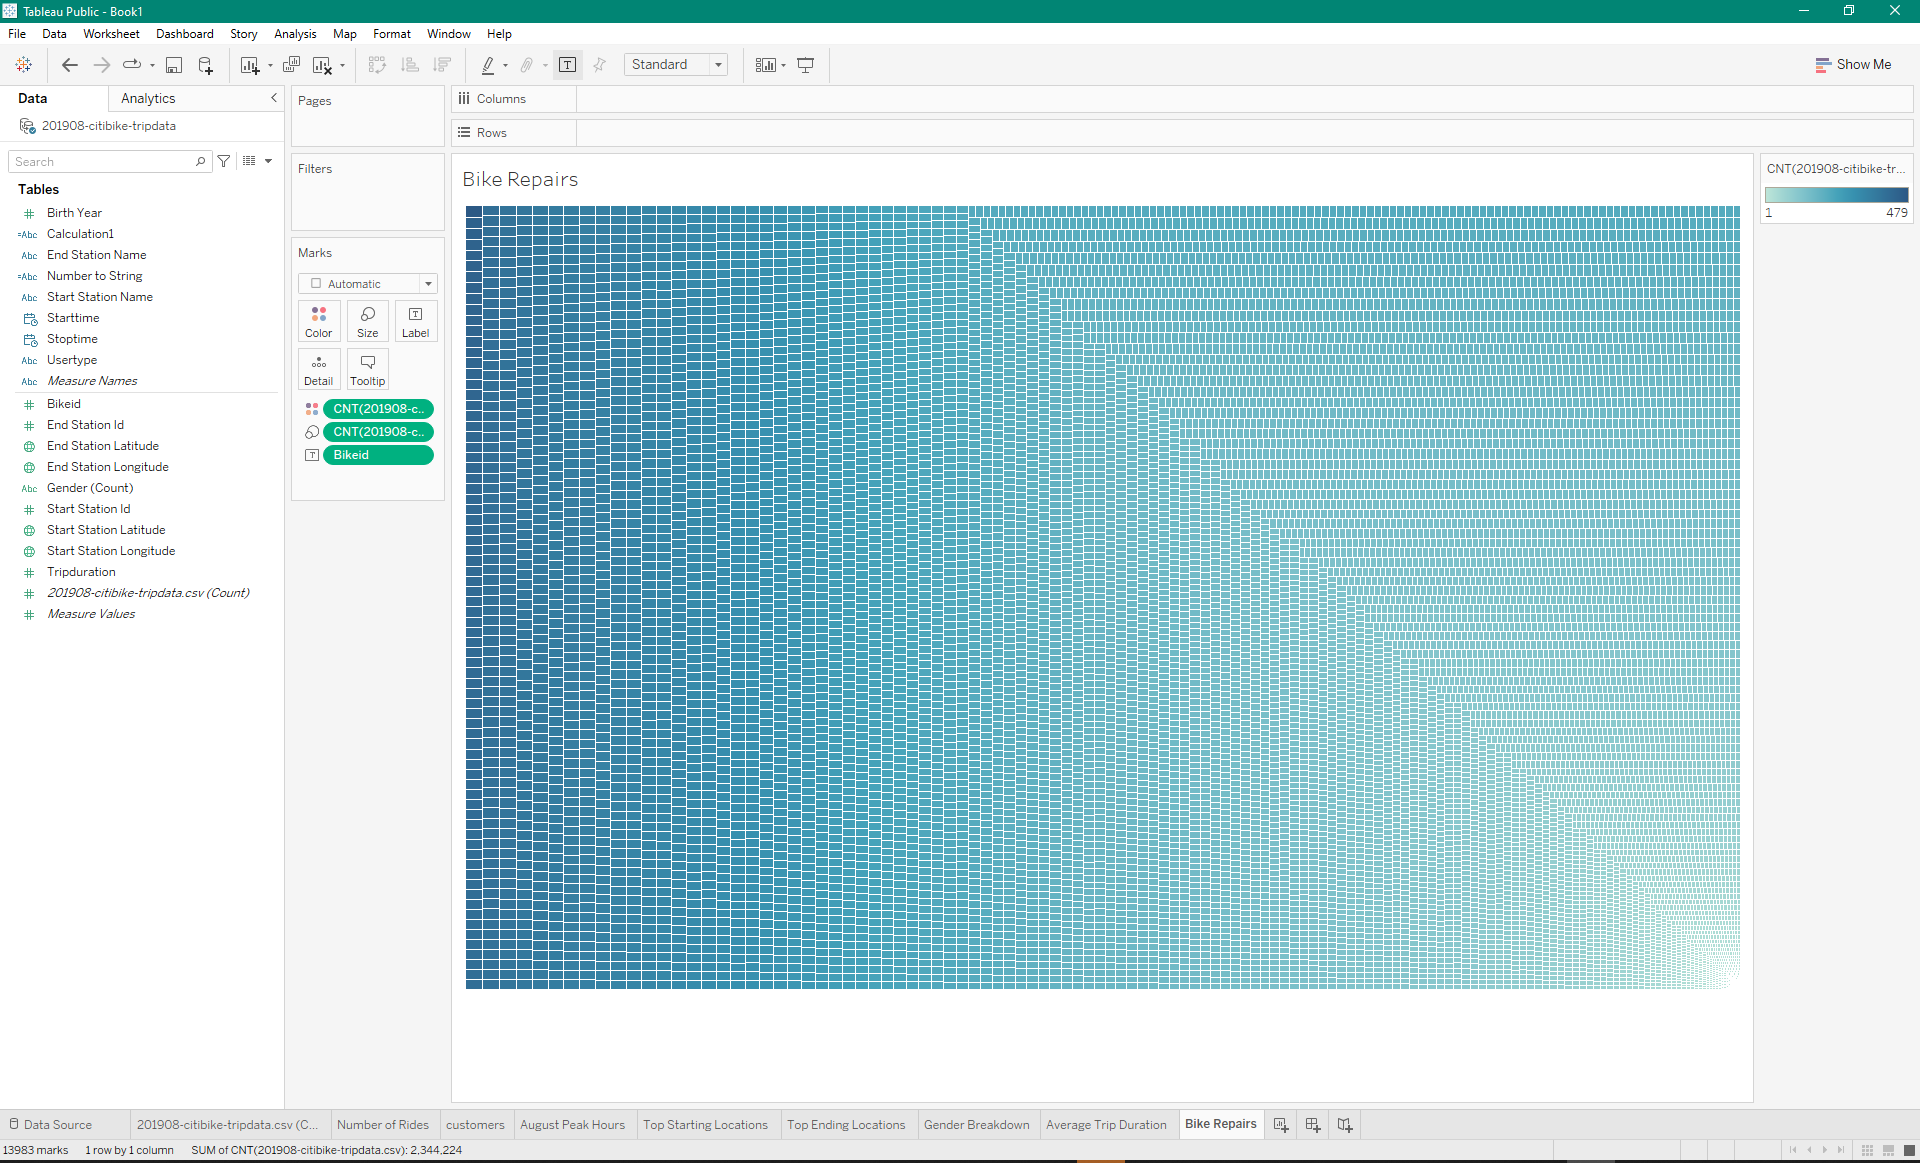 Tableau Public - Book1
File Data Worksheet Dashboard Story Analysis Map Format Window Help
Standard
Show Me
Data
Analytics
201908-citibike-tripdata
Search
Tables
Birth Year
=Abc Calculation1
Abc End Station Name
=Abc Number to String
Abc Start Station Name
Starttime
Stoptime
Abc Usertype
Abc Measure Names
Bikeid
End Station Id
End Station Latitude
End Station Longitude
Abc Gender (Count)
Start Station Id
Start Station Latitude
Start Station Longitude
Tripduration
201908-citibike-tripdata.csv (Count)
Measure Values
Pages
Filters
Marks
Automatic
Color
Size
Label
Detail
Tooltip
CNT(201908-c..
CNT(201908-c..
Bikeid
Columns
Rows
Bike Repairs
CNT(201908-citibike-tr...
1
479
Data Source
201908-citibike-tripdata.csv (C...
Number of Rides
customers
August Peak Hours
Top Starting Locations
Top Ending Locations
Gender Breakdown
Average Trip Duration
Bike Repairs
13983 marks
1 row by 1 column
SUM of CNT(201908-citibike-tripdata.csv): 2,344,224